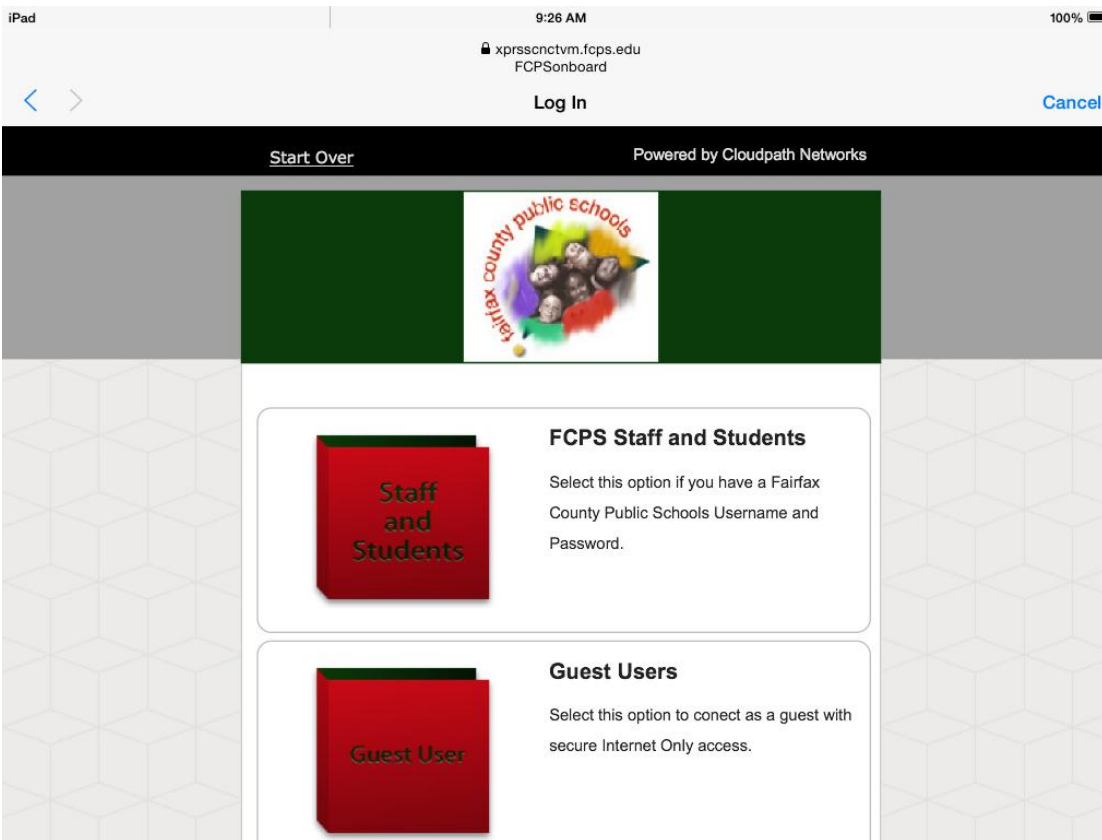 iPad 9:26 AM 100%
xprsscnctvm.fcps.edu
FCPSonboard
Log In Cancel
Start Over Powered by Cloudpath Networks
fairfax county public schools
FCPS Staff and Students
Staff
and
Students
Select this option if you have a Fairfax
County Public Schools Username and
Password.
Guest Users
Guest User
Select this option to conect as a guest with
secure Internet Only access.